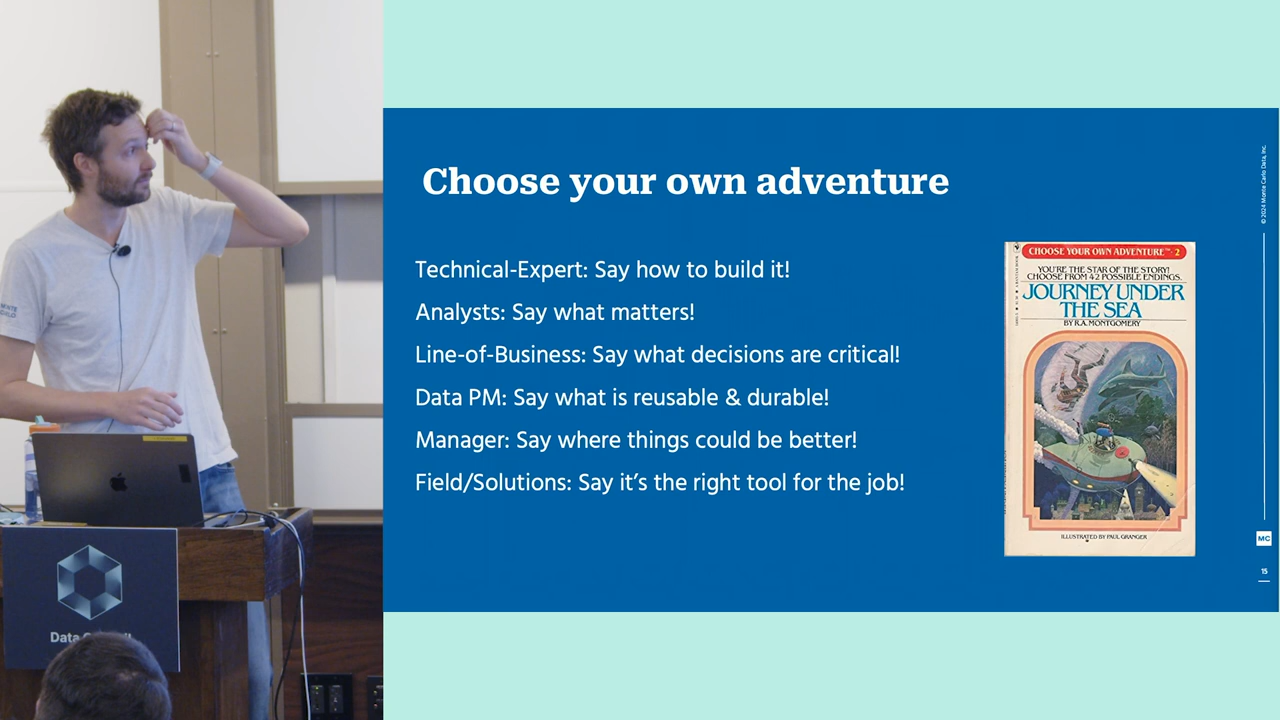 Choose your own adventure
Technical-Expert: Say how to build it!
Analysts: Say what matters!
Line-of-Business: Say what decisions are critical!
Data PM: Say what is reusable & durable!
Manager: Say where things could be better!
Field/Solutions: Say it’s the right tool for the job!
CHOOSE YOUR OWN ADVENTURE™ 2
YOU'RE THE STAR OF THE STORY!
CHOOSE FROM 42 POSSIBLE ENDINGS.
JOURNEY UNDER
THE SEA
BY R.A. MONTGOMERY
ILLUSTRATED BY PAUL GRANGER
© 2024 Monte Carlo Data, Inc.
MC
15
Data